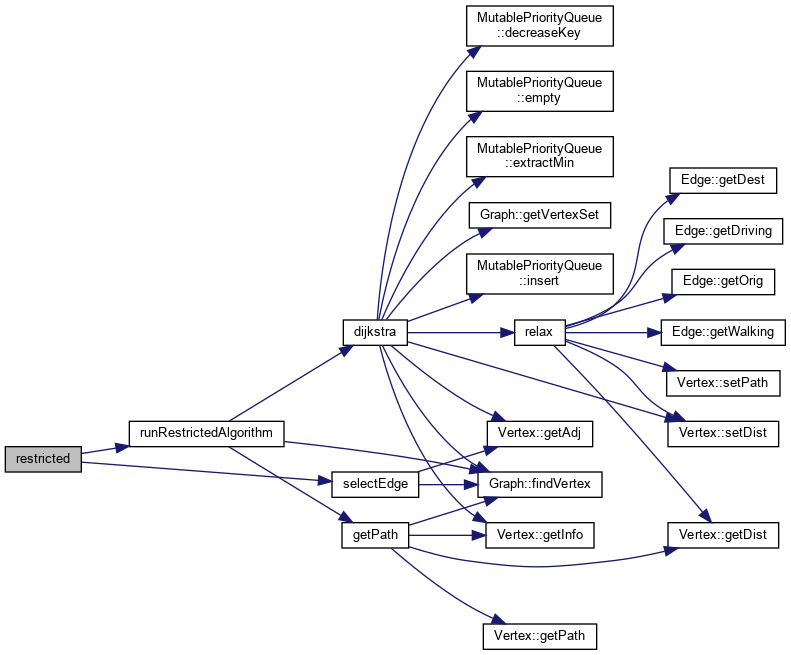 MutablePriorityQueue
::decreaseKey
MutablePriorityQueue
::empty
MutablePriorityQueue
::extractMin
Edge::getDest
Graph::getVertexSet
Edge::getDriving
MutablePriorityQueue
::insert
Edge::getOrig
dijkstra
relax
Edge::getWalking
Vertex::setPath
runRestrictedAlgorithm
Vertex::getAdj
Vertex::setDist
restricted
selectEdge
Graph::findVertex
getPath
Vertex::getInfo
Vertex::getDist
Vertex::getPath